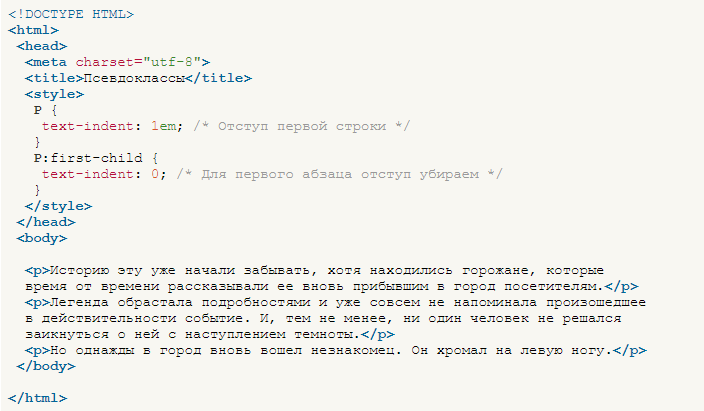 <!DOCTYPE HTML>
<html>
<head>
<meta charset="utf-8">
<title>Псевдоклассы</title>
<style>
P {
text-indent: 1em; /* Отступ первой строки */
}
P:first-child {
text-indent: 0; /* Для первого абзаца отступ убираем */
}
</style>
</head>
<body>
<p>Историю эту уже начали забывать, хотя находились горожане, которые
время от времени рассказывали ее вновь прибывшим в город посетителям.</p>
<p>Легенда обрастала подробностями и уже совсем не напоминала произошедшее
в действительности событие. И, тем не менее, ни один человек не решался
заикнуться о ней с наступлением темноты.</p>
<p>Но однажды в город вновь вошел незнакомец. Он хромал на левую ногу.</p>
</body>
</html>